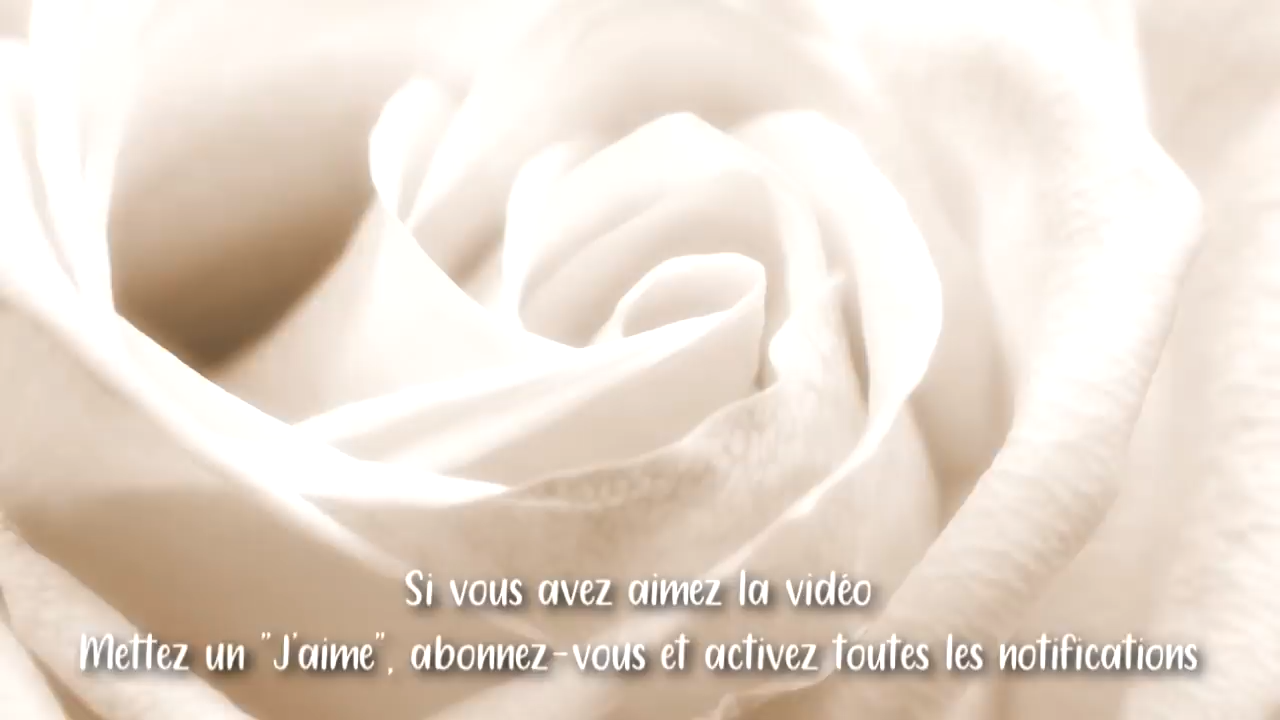 Si vous avez aimez la vidéo
Mettez un "J'aime", abonnez-vous et activez toutes les notifications